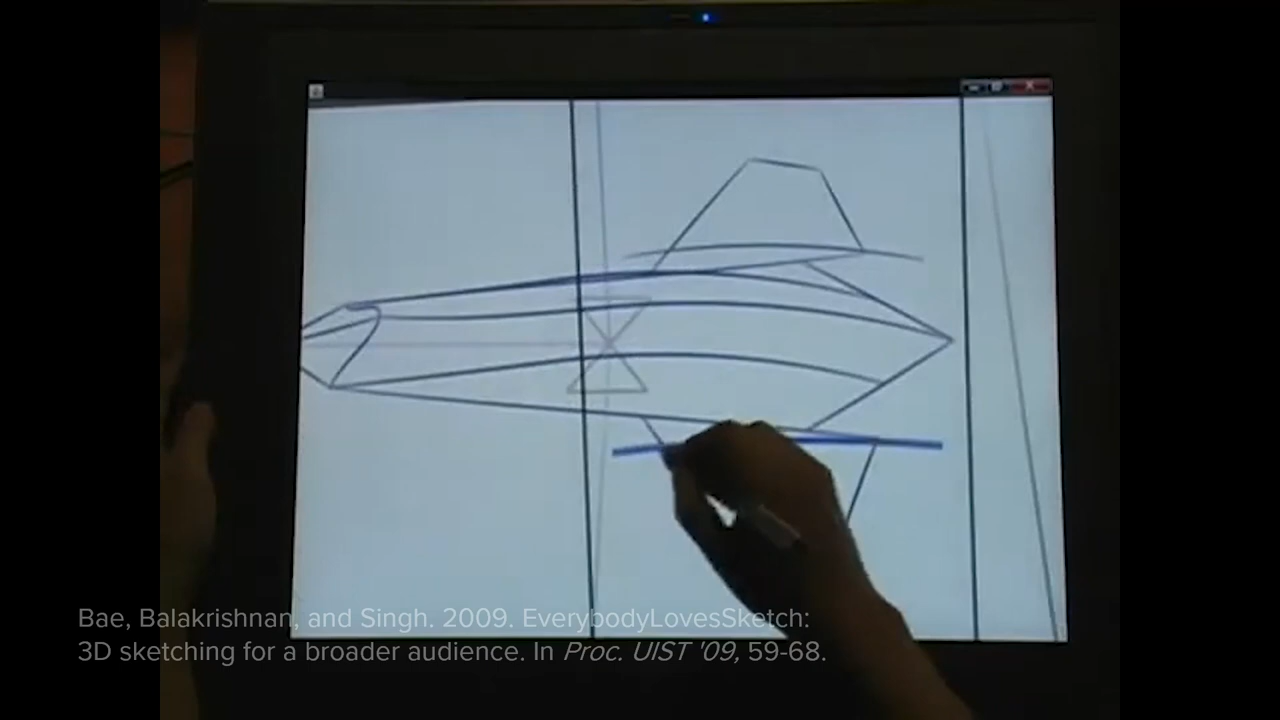 Bae, Balakrishnan, and Singh. 2009. EverybodyLovesSketch:
3D sketching for a broader audience. In Proc. UIST '09, 59-68.